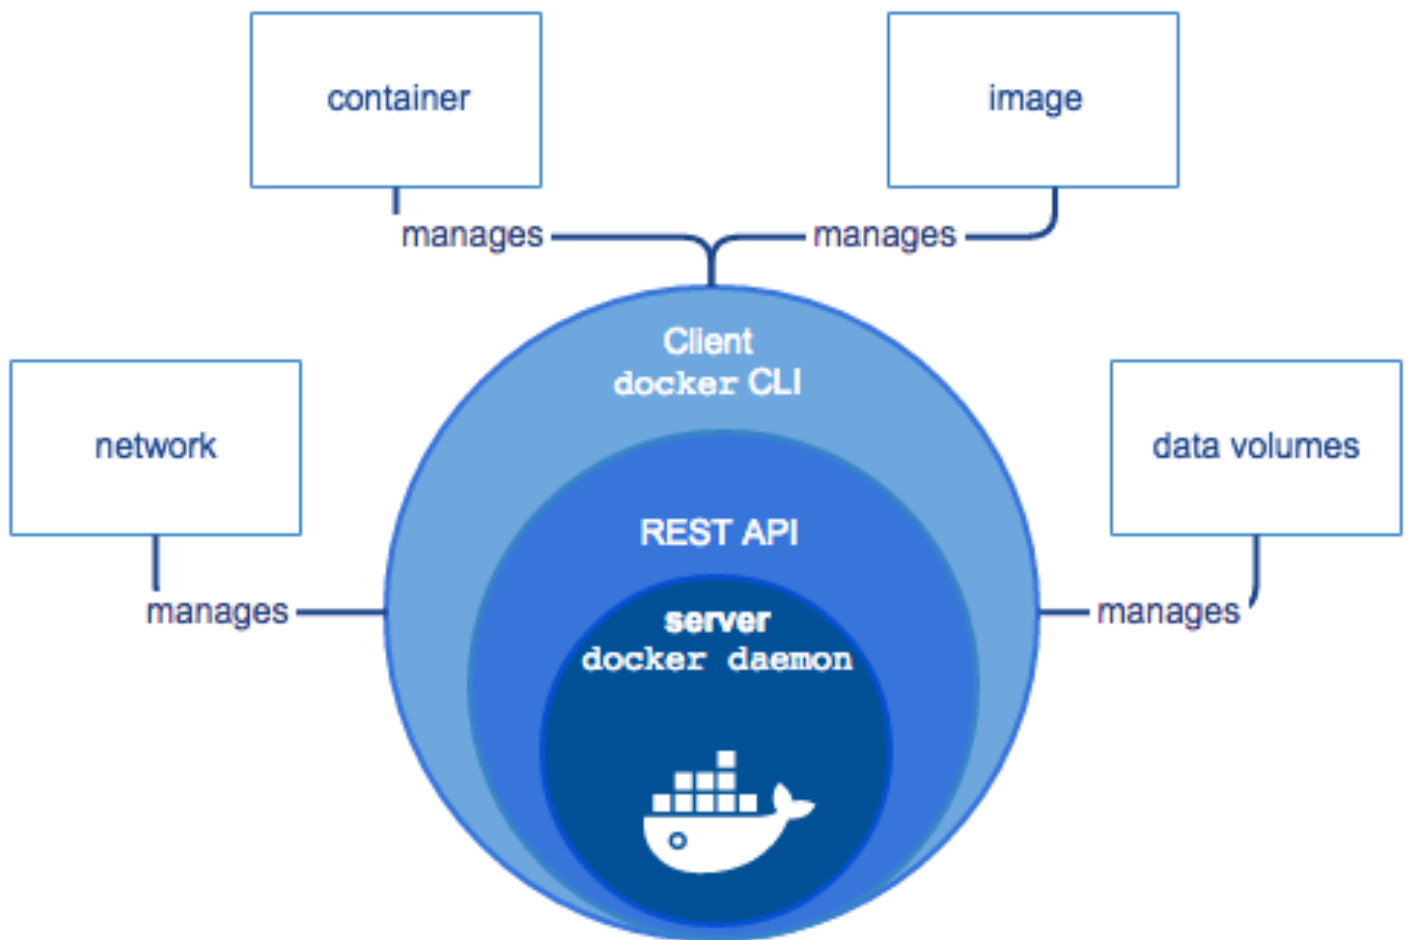 container
image
manages
manages
Client
docker CLI
network
data volumes
REST API
manages
server
docker daemon
manages